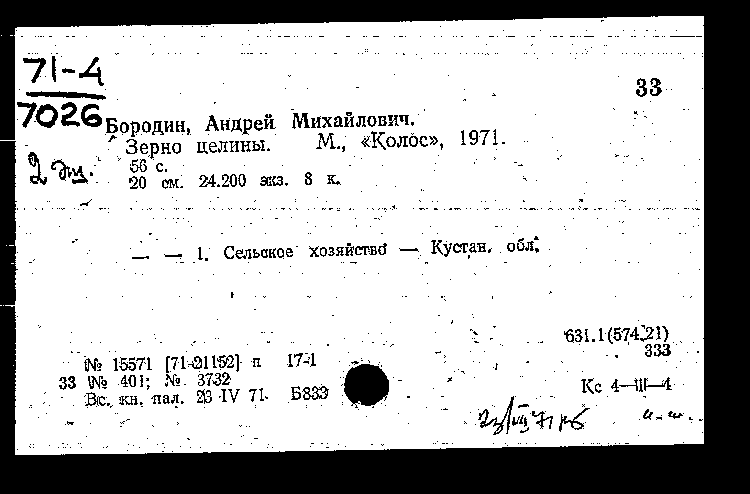 71-4
7026
33
Бородин, Андрей Михайлович.
Зерно целины. М., «Колос», 1971.
2 экз.
56 с.
20 см. 24.200 экз. 8 к.
— — 1. Сельское хозяйство — Кустан. обл.
631.1(574.21)
333
№ 15571 [71-21152] п 17-1
33 № 401; № 3732
Кс 4—III—4
Вс. кн. пал. 23 IV 71 Б833